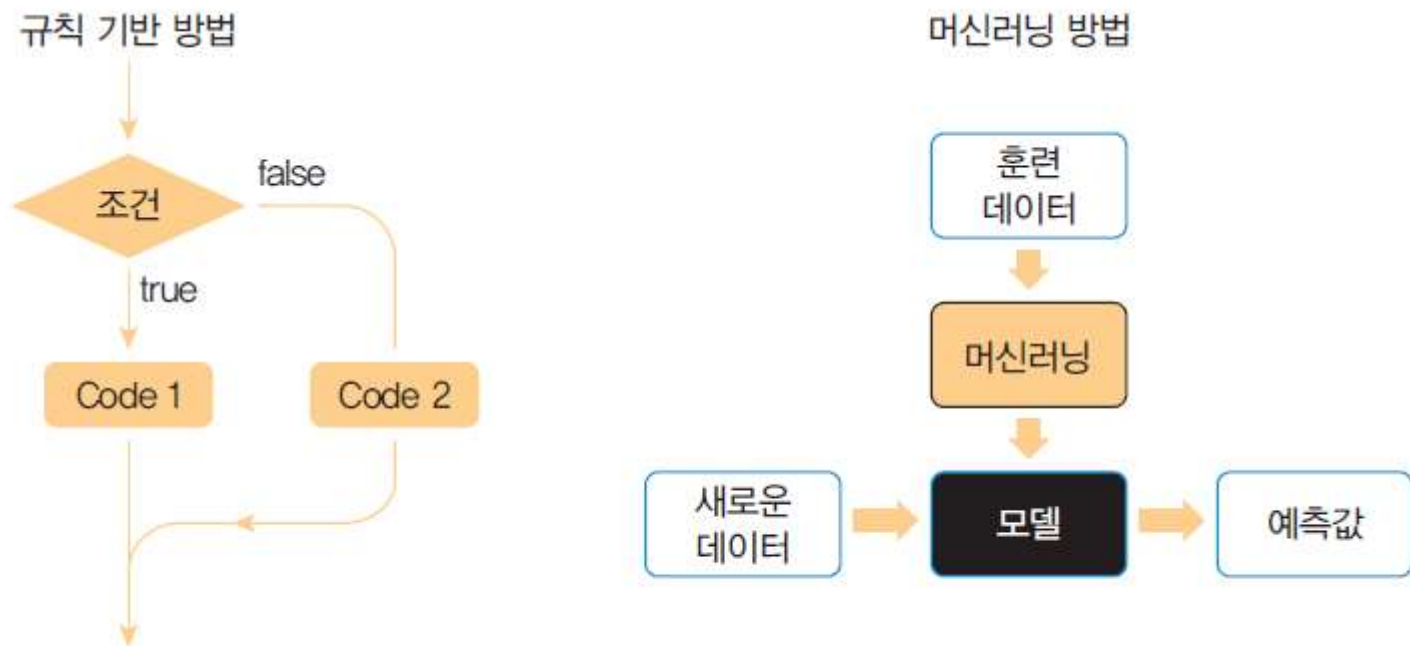 규칙 기반 방법
조건
false
true
Code 1
Code 2
머신러닝 방법
훈련
데이터
머신러닝
새로운
데이터
모델
예측값